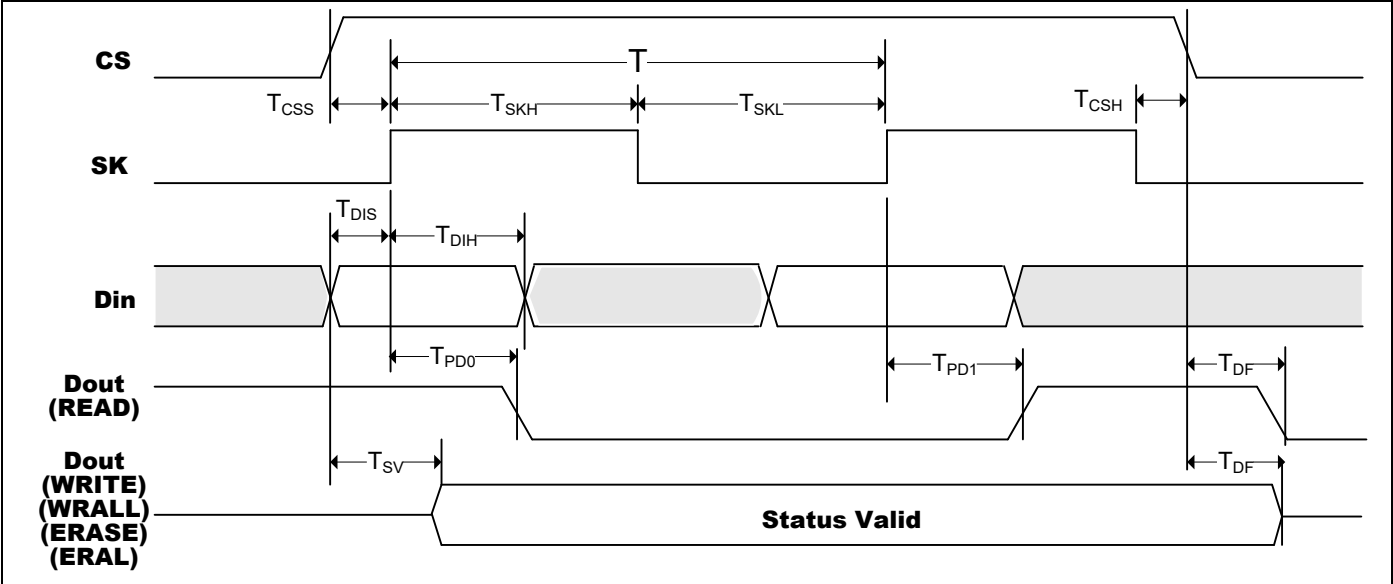 CS
T
TCSS
TSKH
TSKL
TCSH
SK
TDIS
TDIH
Din
TPD0
TPD1
TDF
Dout
(READ)
TSV
TDF
Dout
(WRITE)
(WRALL)
(ERASE)
(ERAL)
Status Valid